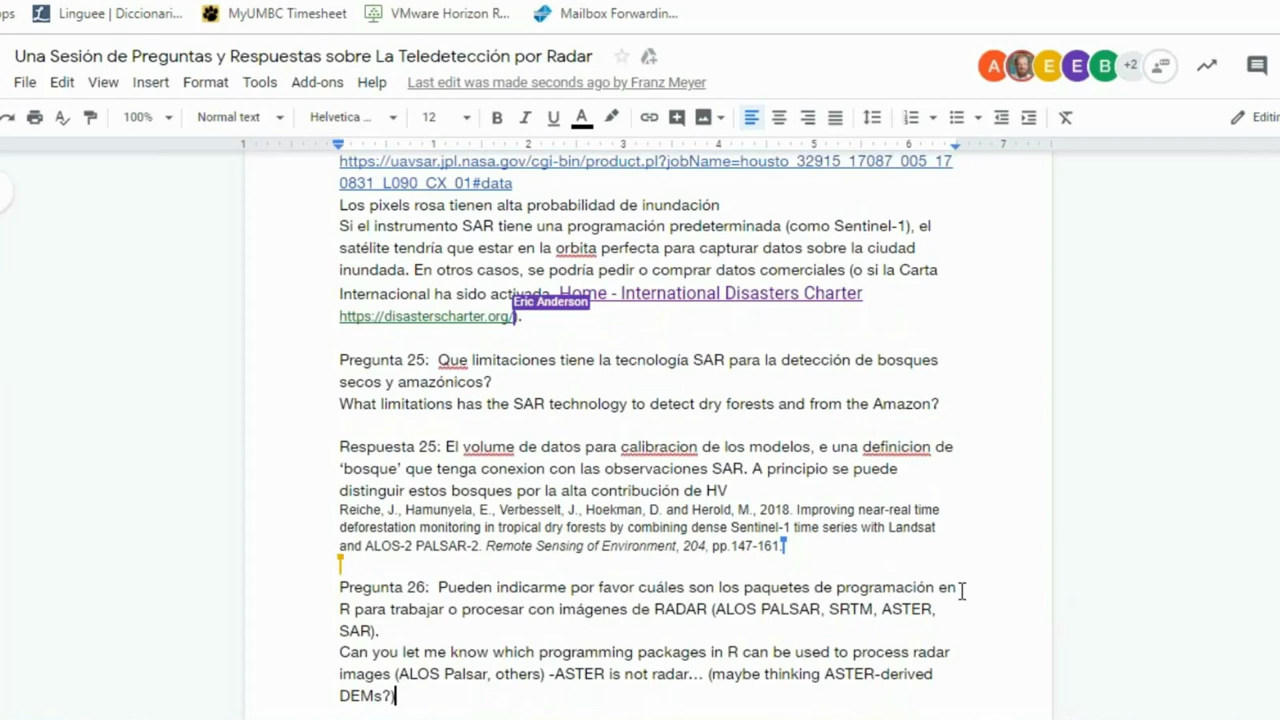 ps Linguee | Diccionari... MyUMBC Timesheet VMware Horizon R... Mailbox Forwardin...
Una Sesión de Preguntas y Respuestas sobre La Teledetección por Radar
A E E B +2
File Edit View Insert Format Tools Add-ons Help Last edit was made seconds ago by Franz Meyer
100% Normal text Helvetica ... 12 B I U A Editin
1 1 2 3 4 5 6 7
https://uavsar.jpl.nasa.gov/cgi-bin/product.pl?jobName=housto_32915_17087_005_17
0831_L090_CX_01#data
Los pixels rosa tienen alta probabilidad de inundación
Si el instrumento SAR tiene una programación predeterminada (como Sentinel-1), el
satélite tendría que estar en la orbita perfecta para capturar datos sobre la ciudad
inundada. En otros casos, se podría pedir o comprar datos comerciales (o si la Carta
Internacional ha sido activada. Home - International Disasters Charter
Eric Anderson
https://disasterscharter.org/).
Pregunta 25: Que limitaciones tiene la tecnología SAR para la detección de bosques
secos y amazónicos?
What limitations has the SAR technology to detect dry forests and from the Amazon?
Respuesta 25: El volume de datos para calibracion de los modelos, e una definicion de
‘bosque’ que tenga conexion con las observaciones SAR. A principio se puede
distinguir estos bosques por la alta contribución de HV
Reiche, J., Hamunyela, E., Verbesselt, J., Hoekman, D. and Herold, M., 2018. Improving near-real time
deforestation monitoring in tropical dry forests by combining dense Sentinel-1 time series with Landsat
and ALOS-2 PALSAR-2. Remote Sensing of Environment, 204, pp.147-161.
Pregunta 26: Pueden indicarme por favor cuáles son los paquetes de programación en
R para trabajar o procesar con imágenes de RADAR (ALOS PALSAR, SRTM, ASTER,
SAR).
Can you let me know which programming packages in R can be used to process radar
images (ALOS Palsar, others) -ASTER is not radar… (maybe thinking ASTER-derived
DEMs?)